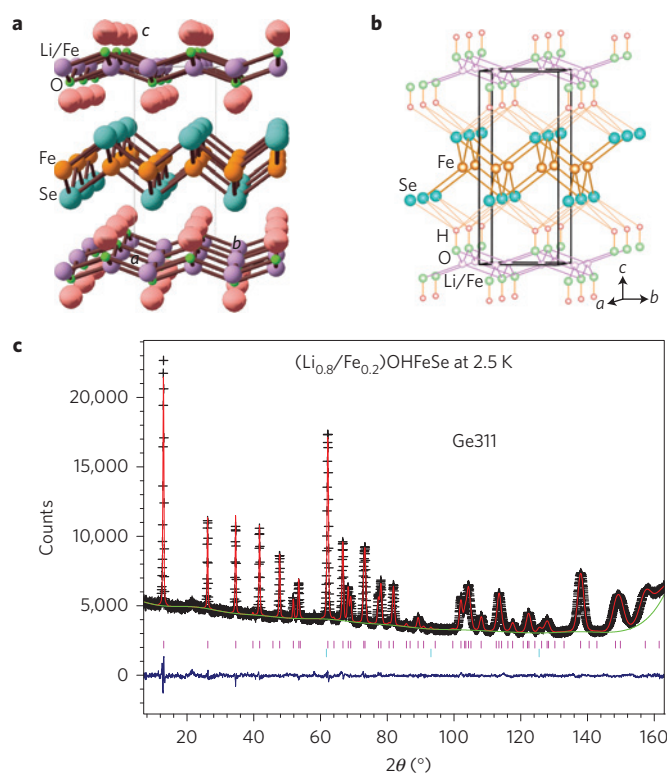 a
c
Li/Fe
O
Fe
Se
a
b
b
Fe
Se
H
O
Li/Fe
c
a
b
c
(Li0.8/Fe0.2)OHFeSe at 2.5 K
Ge311
Counts
20,000
15,000
10,000
5,000
0
20 40 60 80 100 120 140 160
2θ (°)